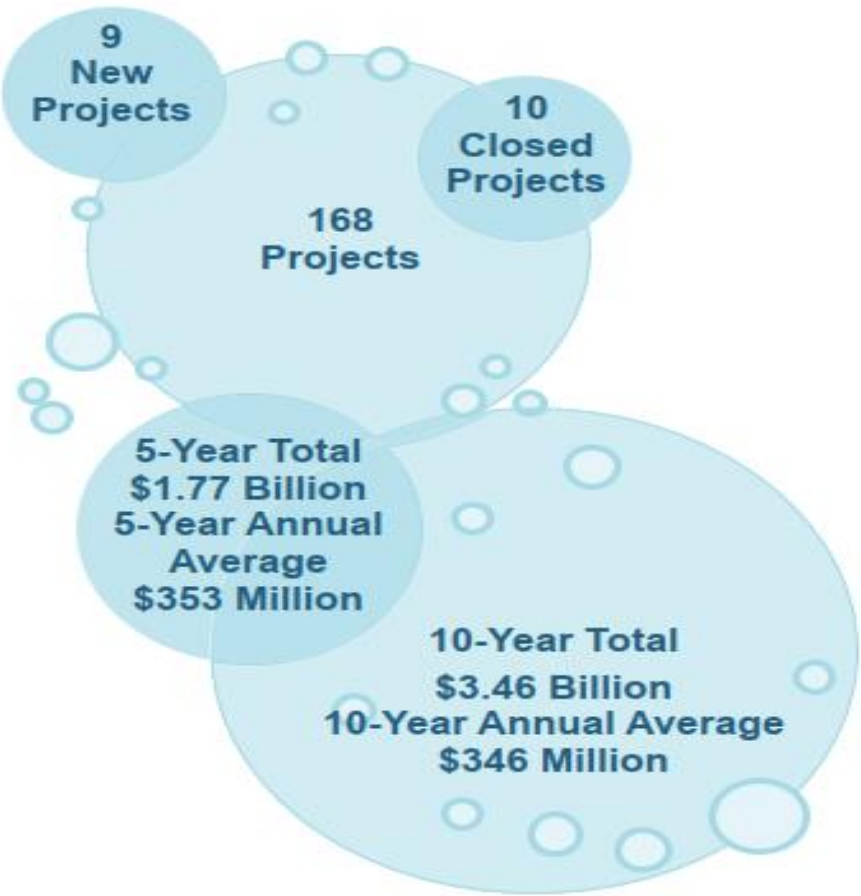 9
New
Projects
10
Closed
Projects
168
Projects
5-Year Total
$1.77 Billion
5-Year Annual
Average
$353 Million
10-Year Total
$3.46 Billion
10-Year Annual Average
$346 Million